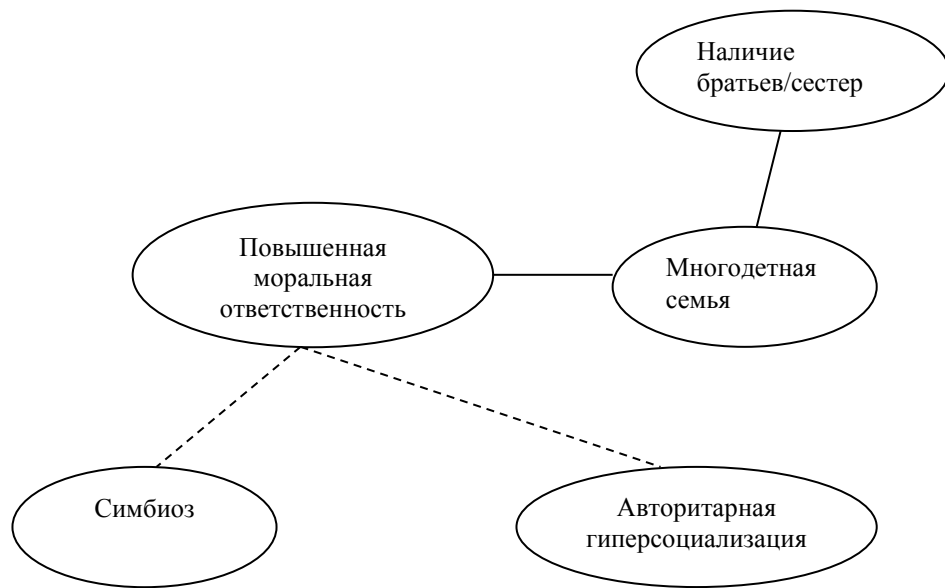 Наличие
братьев/сестер
Повышенная
моральная
ответственность
Многодетная
семья
Симбиоз
Авторитарная
гиперсоциализация